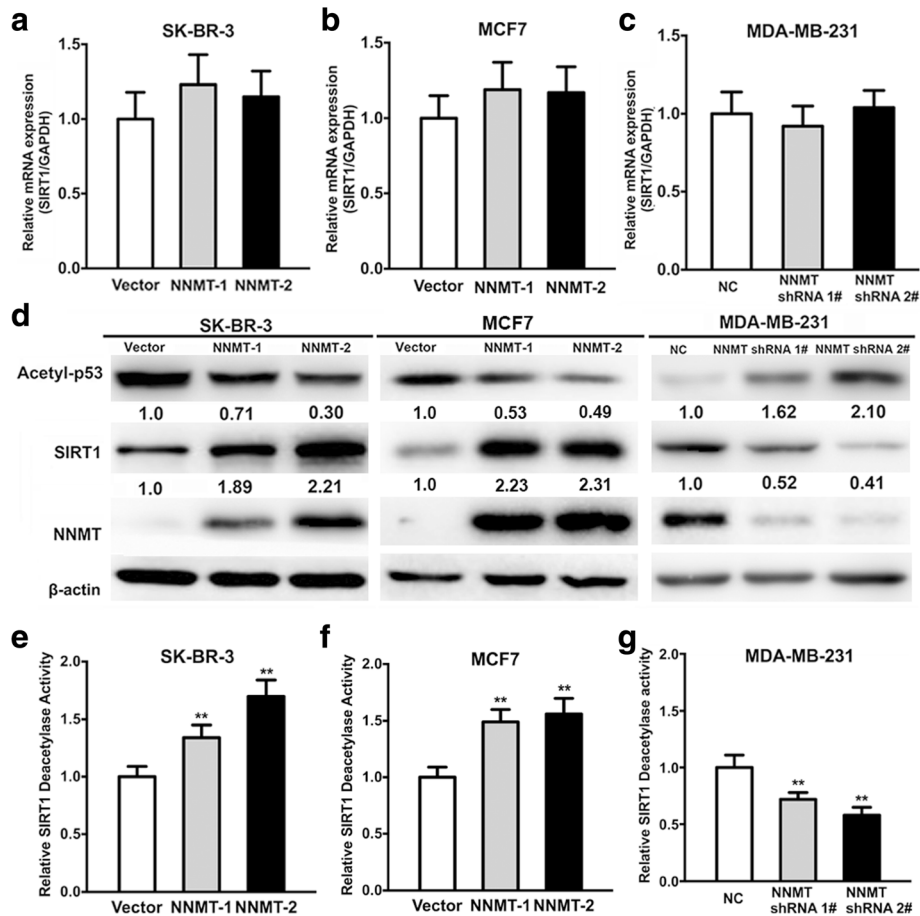 a
SK-BR-3
Relative mRNA expression
(SIRT1/GAPDH)
1.5
1.0
0.5
0.0
Vector NNMT-1 NNMT-2
b
MCF7
Relative mRNA expression
(SIRT1/GAPDH)
1.5
1.0
0.5
0.0
Vector NNMT-1 NNMT-2
c
MDA-MB-231
Relative mRNA expression
(SIRT1/GAPDH)
1.5
1.0
0.5
0.0
NC NNMT shRNA 1# NNMT shRNA 2#
d
SK-BR-3 MCF7 MDA-MB-231
Vector NNMT-1 NNMT-2 Vector NNMT-1 NNMT-2 NC NNMT shRNA 1# NNMT shRNA 2#
Acetyl-p53
1.0 0.71 0.30 1.0 0.53 0.49 1.0 1.62 2.10
SIRT1
1.0 1.89 2.21 1.0 2.23 2.31 1.0 0.52 0.41
NNMT
β-actin
e
SK-BR-3
Relative SIRT1 Deacetylase Activity
2.0
1.5
1.0
0.5
0.0
** **
Vector NNMT-1 NNMT-2
f
MCF7
Relative SIRT1 Deacetylase Activity
2.0
1.5
1.0
0.5
0.0
** **
Vector NNMT-1 NNMT-2
g
MDA-MB-231
Relative SIRT1 Deacetylase activity
2.0
1.5
1.0
0.5
0.0
** **
NC NNMT shRNA 1# NNMT shRNA 2#